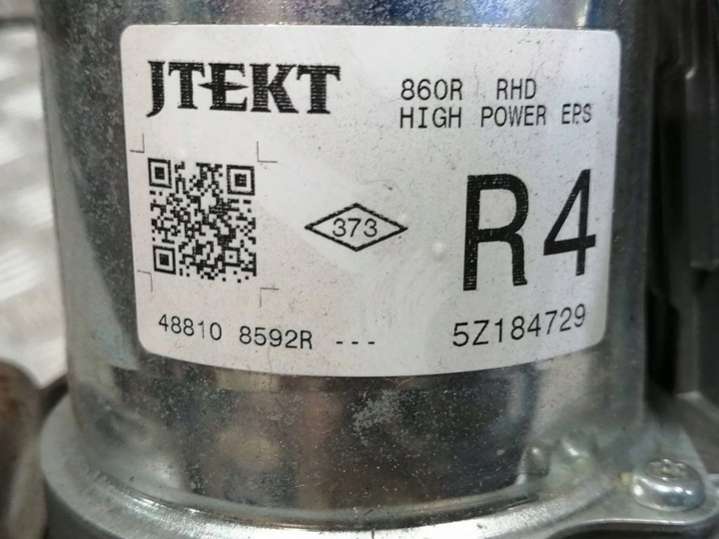 JTEKT
860R RHD
HIGH POWER EPS
373
R4
48810 8592R ---
5Z184729